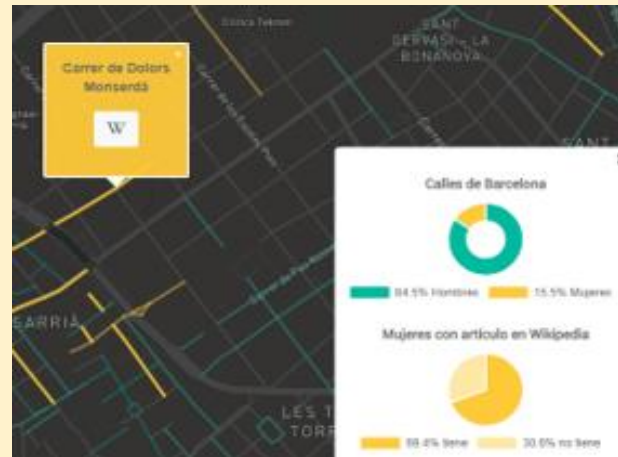 SANT
GERVASI - LA
BONANOVA
Carrer de Dolors
Monserdà
W
SANT
Calles de Barcelona
84.5% Hombres 15.5% Mujeres
SARRIÀ
Mujeres con artículo en Wikipedia
LES T
TORR
69.4% tiene 30.6% no tiene